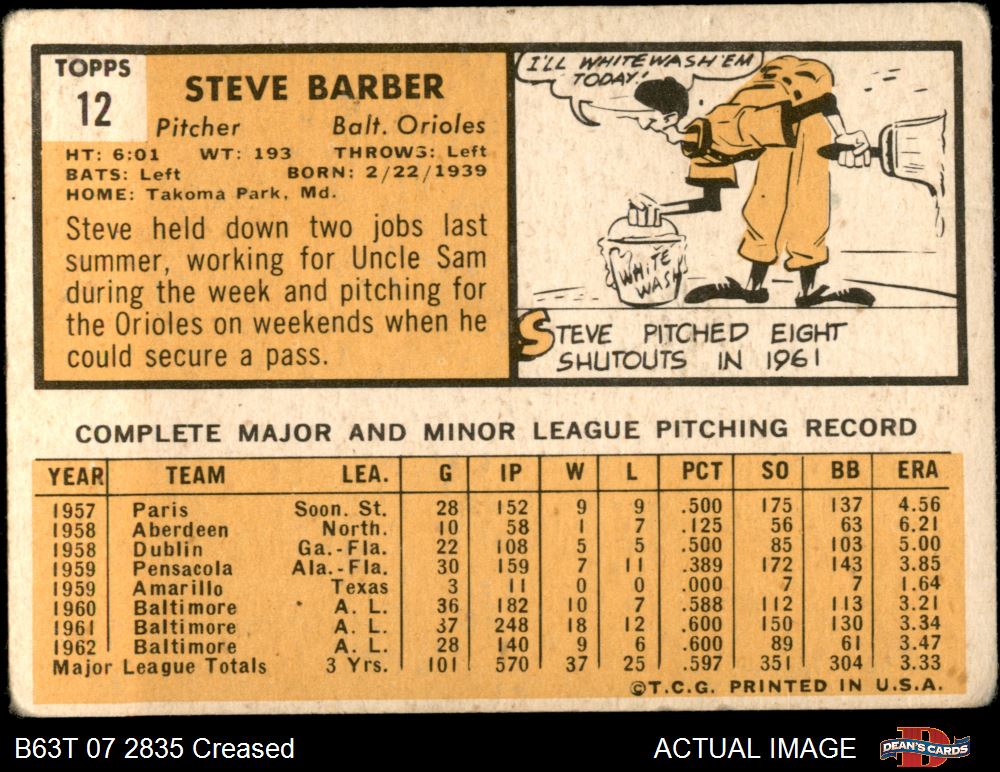 TOPPS
12
STEVE BARBER
Pitcher Balt. Orioles
HT: 6:01 WT: 193 THROWS: Left
BATS: Left BORN: 2/22/1939
HOME: Takoma Park, Md.
Steve held down two jobs last
summer, working for Uncle Sam
during the week and pitching for
the Orioles on weekends when he
could secure a pass.
I'LL WHITEWASH 'EM
TODAY!
WHITE
WASH
STEVE PITCHED EIGHT
SHUTOUTS IN 1961
COMPLETE MAJOR AND MINOR LEAGUE PITCHING RECORD
YEAR TEAM LEA. G IP W L PCT SO BB ERA
1957 Paris Soon. St. 28 152 9 9 .500 175 137 4.56
1958 Aberdeen North. 10 58 1 7 .125 56 63 6.21
1958 Dublin Ga.-Fla. 22 108 5 5 .500 85 103 5.00
1959 Pensacola Ala.-Fla. 30 159 7 11 .389 172 143 3.85
1959 Amarillo Texas 3 11 0 0 .000 7 7 1.64
1960 Baltimore A. L. 36 182 10 7 .588 112 113 3.21
1961 Baltimore A. L. 37 248 18 12 .600 150 130 3.34
1962 Baltimore A. L. 28 140 9 6 .600 89 61 3.47
Major League Totals 3 Yrs. 101 570 37 25 .597 351 304 3.33
©T.C.G. PRINTED IN U.S.A.
B63T 07 2835 Creased ACTUAL IMAGE
DEAN'S CARDS